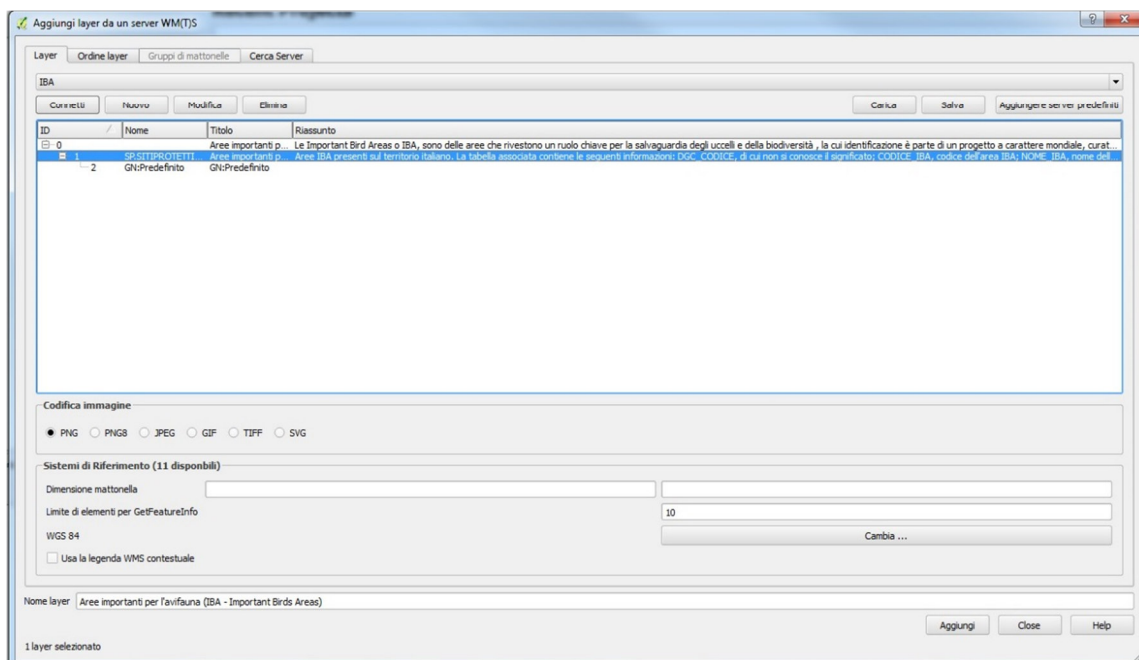 Aggiungi layer da un server WM(T)S
Layer Ordine layer Gruppi di mattonelle Cerca Server
IBA
Connetti Nuovo Modifica Elimina Carica Salva Aggiungere server predefiniti
ID Nome Titolo Riassunto
0 Aree importanti p... Le Important Bird Areas o IBA, sono delle aree che rivestono un ruolo chiave per la salvaguardia degli uccelli e della biodiversità , la cui identificazione è parte di un progetto a carattere mondiale, curat...
1 SP.SITIPROTETTI... Aree importanti p... Aree IBA presenti sul territorio italiano. La tabella associata contiene le seguenti informazioni: DGC_CODICE, di cui non si conosce il significato; CODICE_IBA, codice dell'area IBA; NOME_IBA, nome dell...
2 GN:Predefinito GN:Predefinito
Codifica immagine
PNG PNG8 JPEG GIF TIFF SVG
Sistemi di Riferimento (11 disponbili)
Dimensione mattonella
Limite di elementi per GetFeatureInfo 10
WGS 84 Cambia ...
Usa la legenda WMS contestuale
Nome layer Aree importanti per l'avifauna (IBA - Important Birds Areas)
Aggiungi Close Help
1 layer selezionato